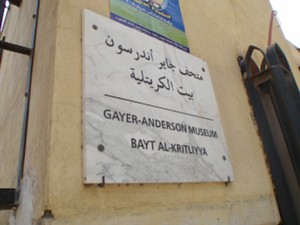 متحف جاير أندرسون
بيت الكريتلية
GAYER-ANDERSON MUSEUM
BAYT AL-KRITLIYYA